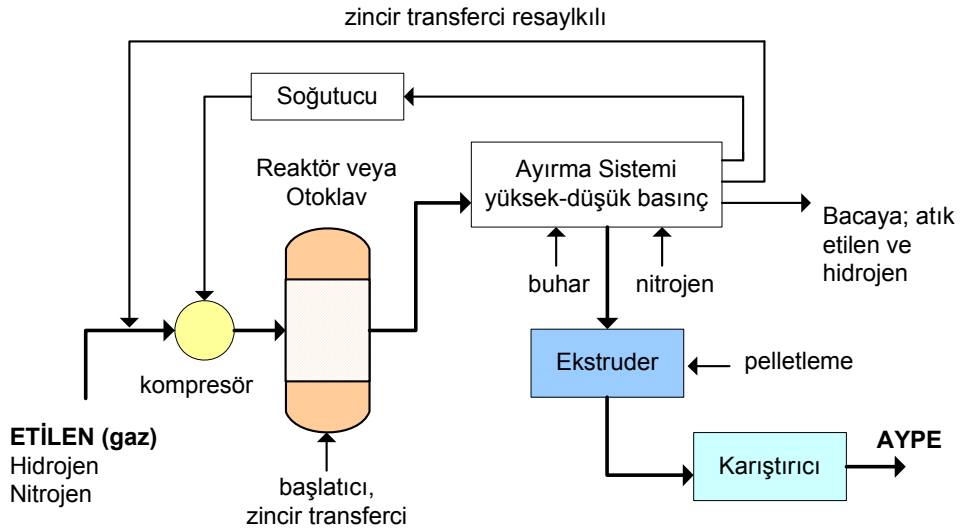 zincir transferci resaylkılı
Soğutucu
Reaktör veya
Otoklav
Ayırma Sistemi
yüksek-düşük basınç
Bacaya; atık
etilen ve
hidrojen
buhar
nitrojen
kompresör
Ekstruder
pelletleme
ETİLEN (gaz)
Hidrojen
Nitrojen
başlatıcı,
zincir transferci
Karıştırıcı
AYPE